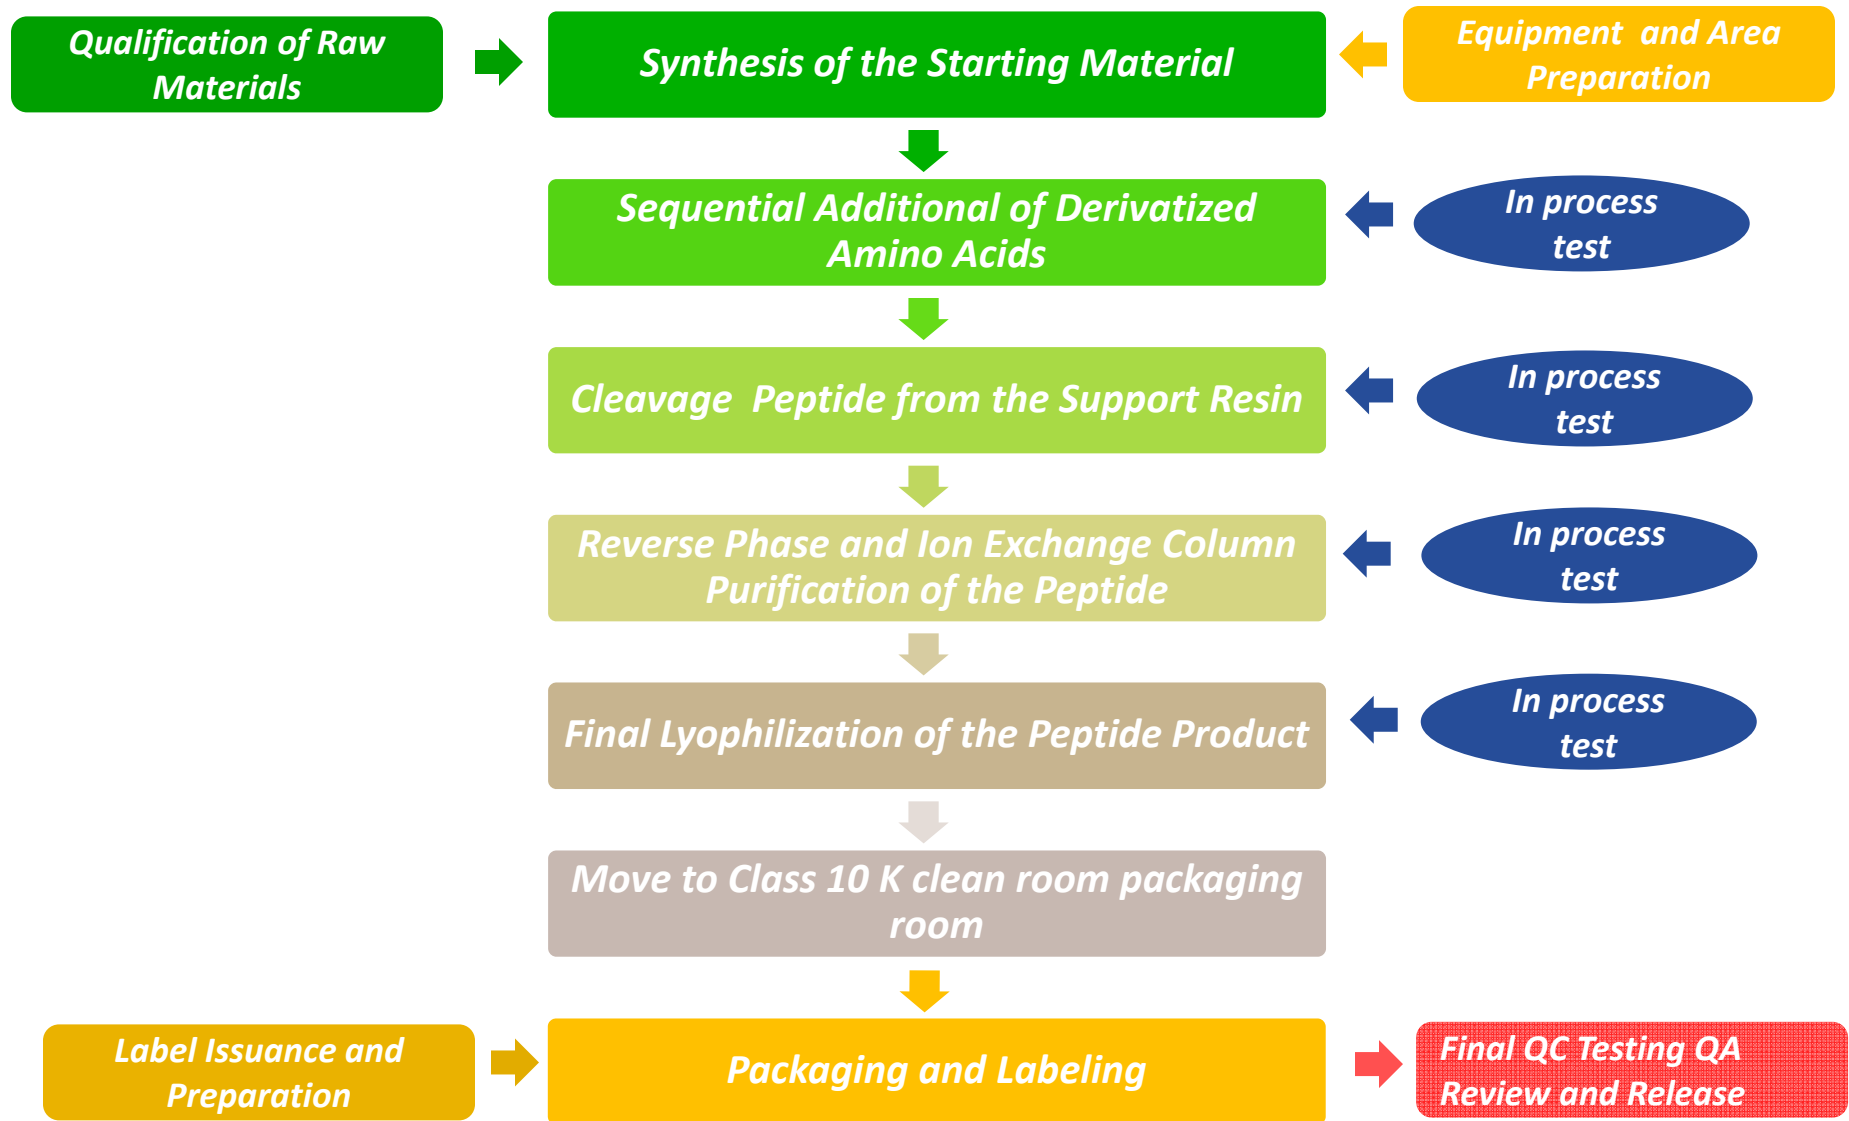 Qualification of Raw
Materials
Synthesis of the Starting Material
Equipment and Area
Preparation
Sequential Additional of Derivatized
Amino Acids
In process
test
Cleavage Peptide from the Support Resin
In process
test
Reverse Phase and Ion Exchange Column
Purification of the Peptide
In process
test
Final Lyophilization of the Peptide Product
In process
test
Move to Class 10 K clean room packaging
room
Label Issuance and
Preparation
Packaging and Labeling
Final QC Testing QA
Review and Release